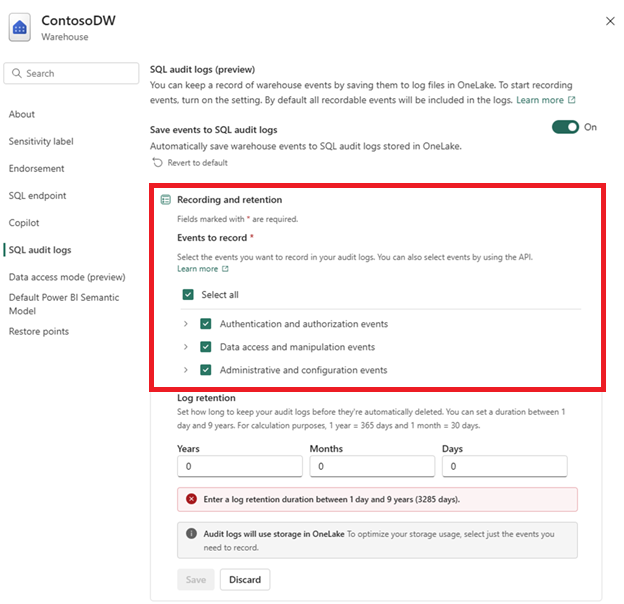 ContosoDW
Warehouse
Search
About
Sensitivity label
Endorsement
SQL endpoint
Copilot
SQL audit logs
Data access mode (preview)
Default Power BI Semantic
Model
Restore points
SQL audit logs (preview)
You can keep a record of warehouse events by saving them to log files in OneLake. To start recording
events, turn on the setting. By default all recordable events will be included in the logs. Learn more
Save events to SQL audit logs
On
Automatically save warehouse events to SQL audit logs stored in OneLake.
Revert to default
Recording and retention
Fields marked with * are required.
Events to record *
Select the events you want to record in your audit logs. You can also select events by using the API.
Learn more
Select all
Authentication and authorization events
Data access and manipulation events
Administrative and configuration events
Log retention
Set how long to keep your audit logs before they're automatically deleted. You can set a duration between 1
day and 9 years. For calculation purposes, 1 year = 365 days and 1 month = 30 days.
Years Months Days
0 0 0
Enter a log retention duration between 1 day and 9 years (3285 days).
Audit logs will use storage in OneLake To optimize your storage usage, select just the events you
need to record.
Save Discard